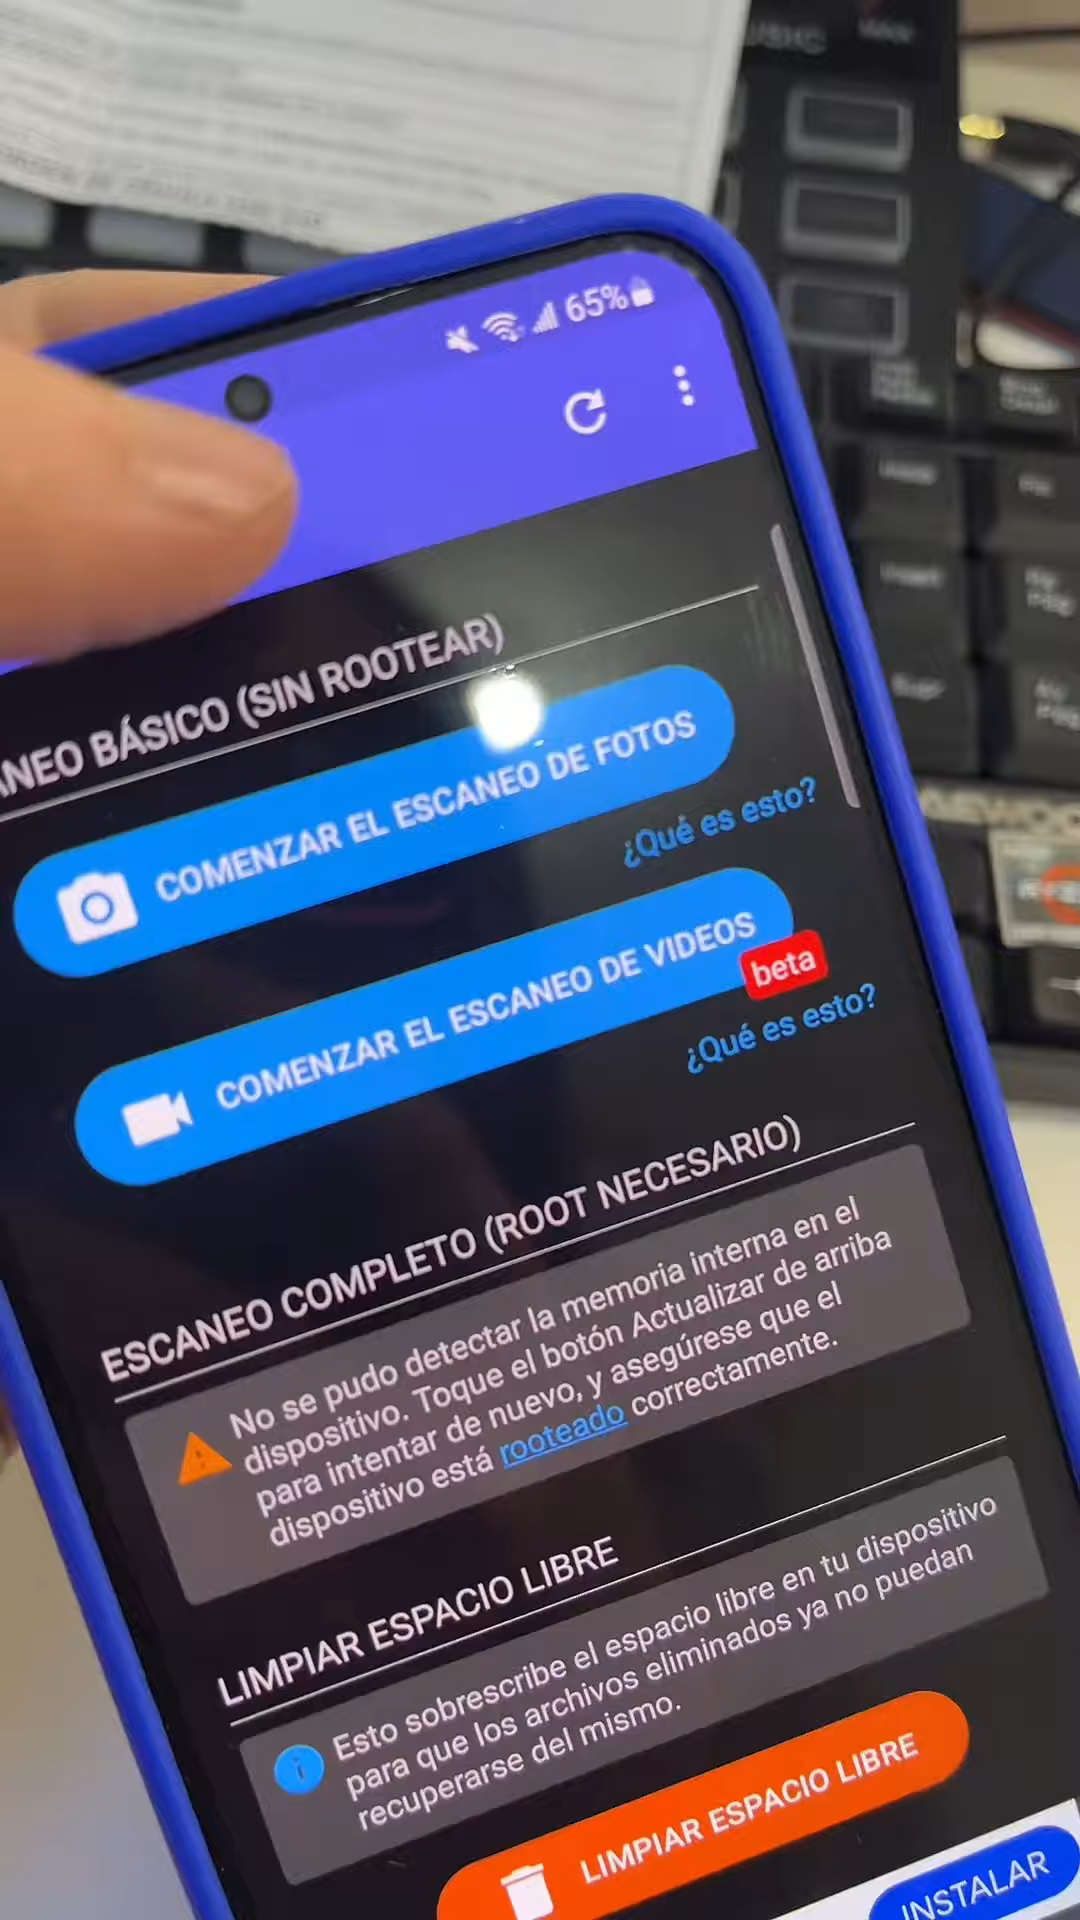 65%
NEO BÁSICO (SIN ROOTEAR)
COMENZAR EL ESCANEO DE FOTOS
¿Qué es esto?
COMENZAR EL ESCANEO DE VIDEOS
beta
¿Qué es esto?
ESCANEO COMPLETO (ROOT NECESARIO)
No se pudo detectar la memoria interna en el
dispositivo. Toque el botón Actualizar de arriba
para intentar de nuevo, y asegúrese que el
dispositivo está rooteado correctamente.
LIMPIAR ESPACIO LIBRE
Esto sobrescribe el espacio libre en tu dispositivo
para que los archivos eliminados ya no puedan
recuperarse del mismo.
LIMPIAR ESPACIO LIBRE
INSTALAR